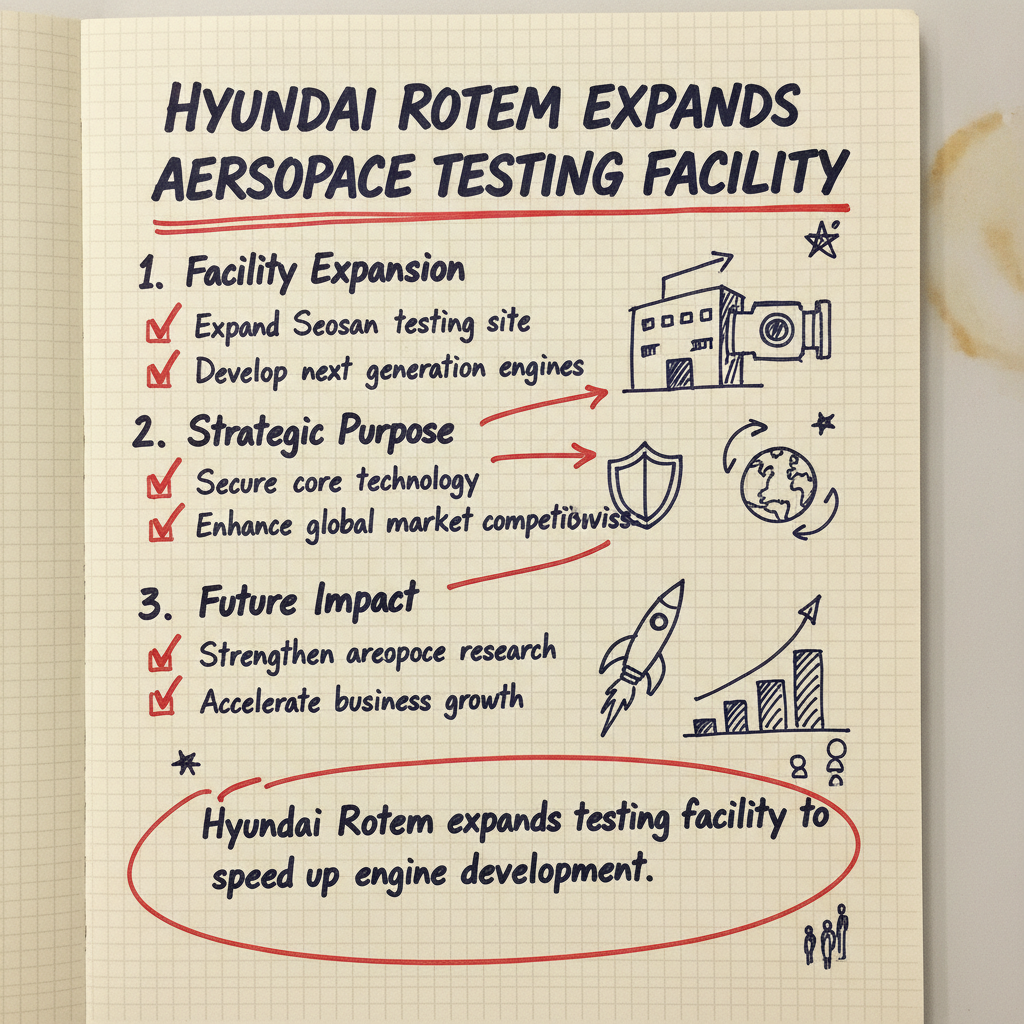 HYUNDAI ROTEM EXPANDS
AERSOPACE TESTING FACILITY
1. Facility Expansion
Expand Seosan testing site
Develop next generation engines
2. Strategic Purpose
Secure core technology
Enhance global market
3. Future Impact
Strengthen areopoce research
Accelerate business growth
Hyundai Rotem expands testing facility to
speed up engine development.